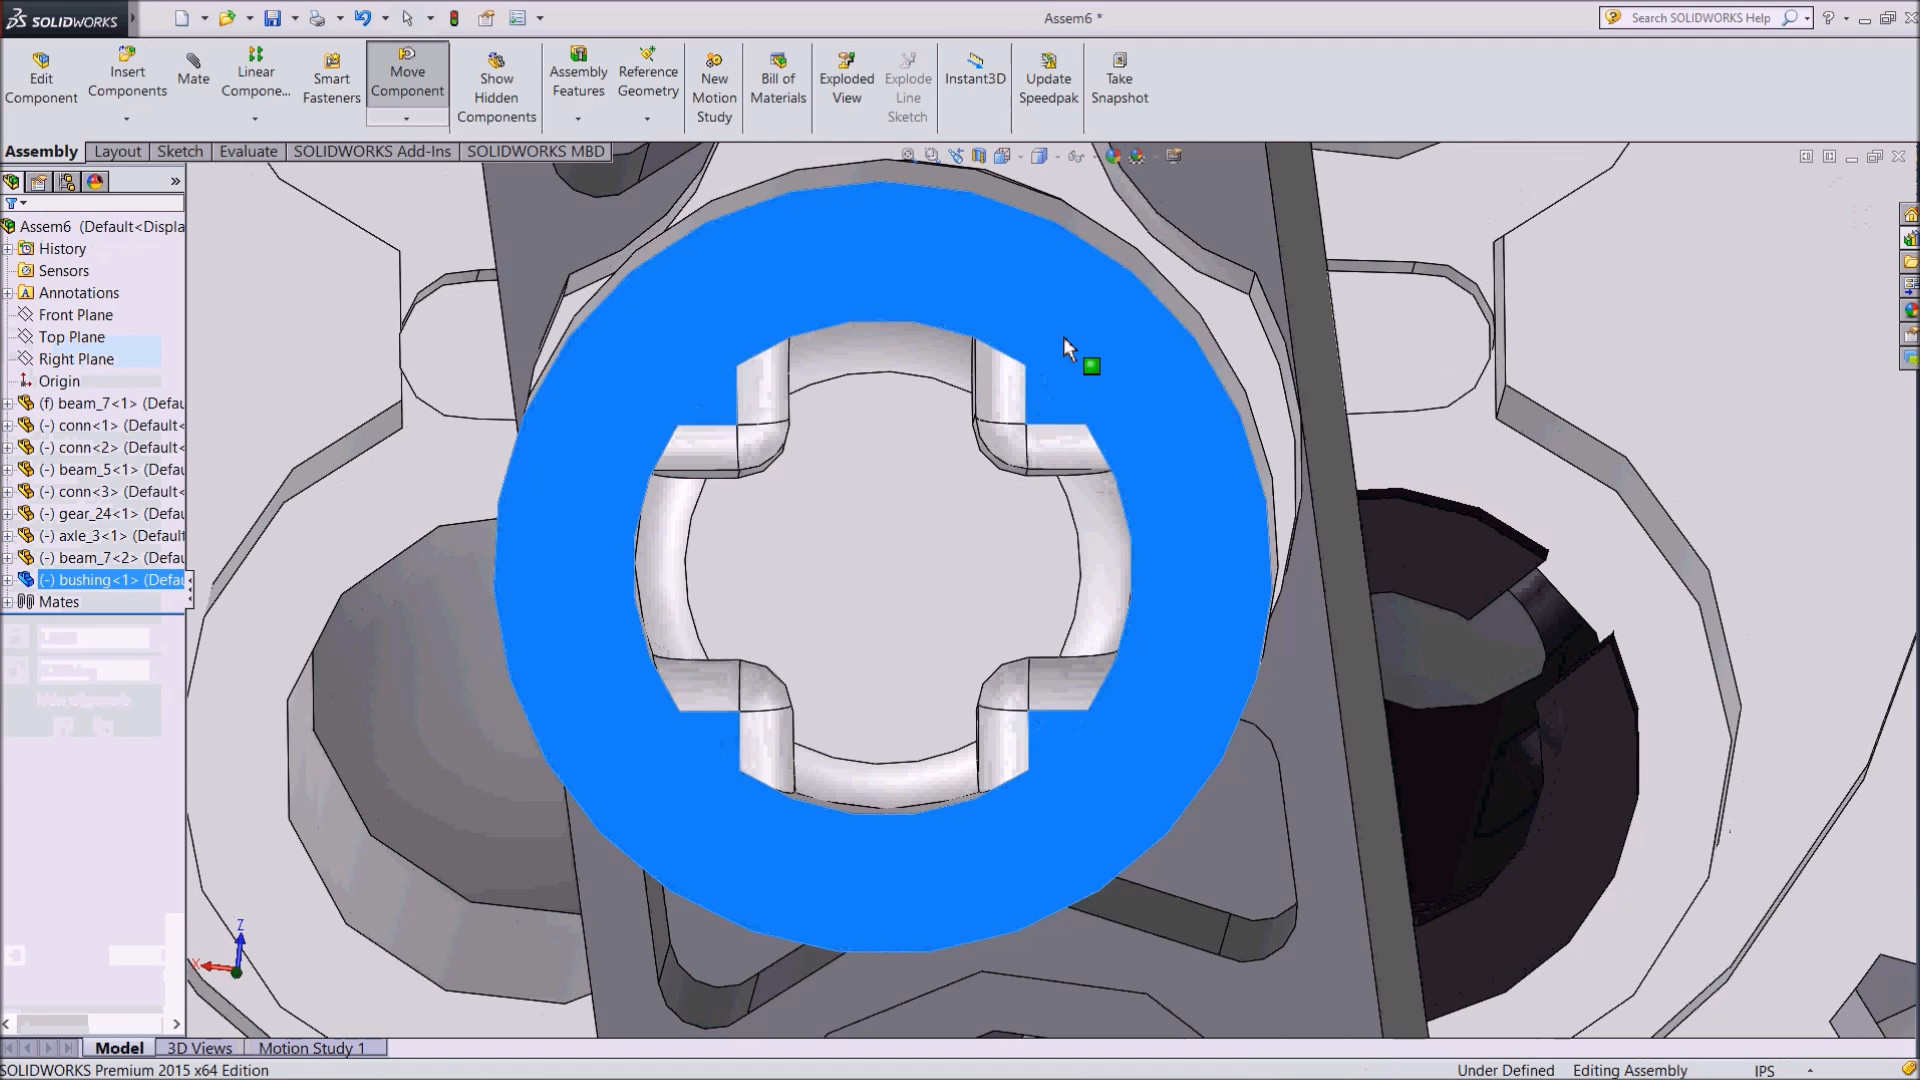 SOLIDWORKS
Assem6 *
Search SOLIDWORKS Help
?
Edit Component
Insert Components
Mate
Linear Compone...
Smart Fasteners
Move Component
Show Hidden Components
Assembly Features
Reference Geometry
New Motion Study
Bill of Materials
Exploded View
Explode Line Sketch
Instant3D
Update Speedpak
Take Snapshot
Assembly
Layout
Sketch
Evaluate
SOLIDWORKS Add-Ins
SOLIDWORKS MBD
»
Assem6 (Default<Displa
History
Sensors
Annotations
Front Plane
Top Plane
Right Plane
Origin
(f) beam_7<1> (Defau
(-) conn<1> (Default<
(-) conn<2> (Default<
(-) beam_5<1> (Defau
(-) conn<3> (Default<
(-) gear_24<1> (Defau
(-) axle_3<1> (Default
(-) beam_7<2> (Defau
(-) bushing<1> (Defau
Mates
Z
X
Model
3D Views
Motion Study 1
SOLIDWORKS Premium 2015 x64 Edition
Under Defined
Editing Assembly
IPS